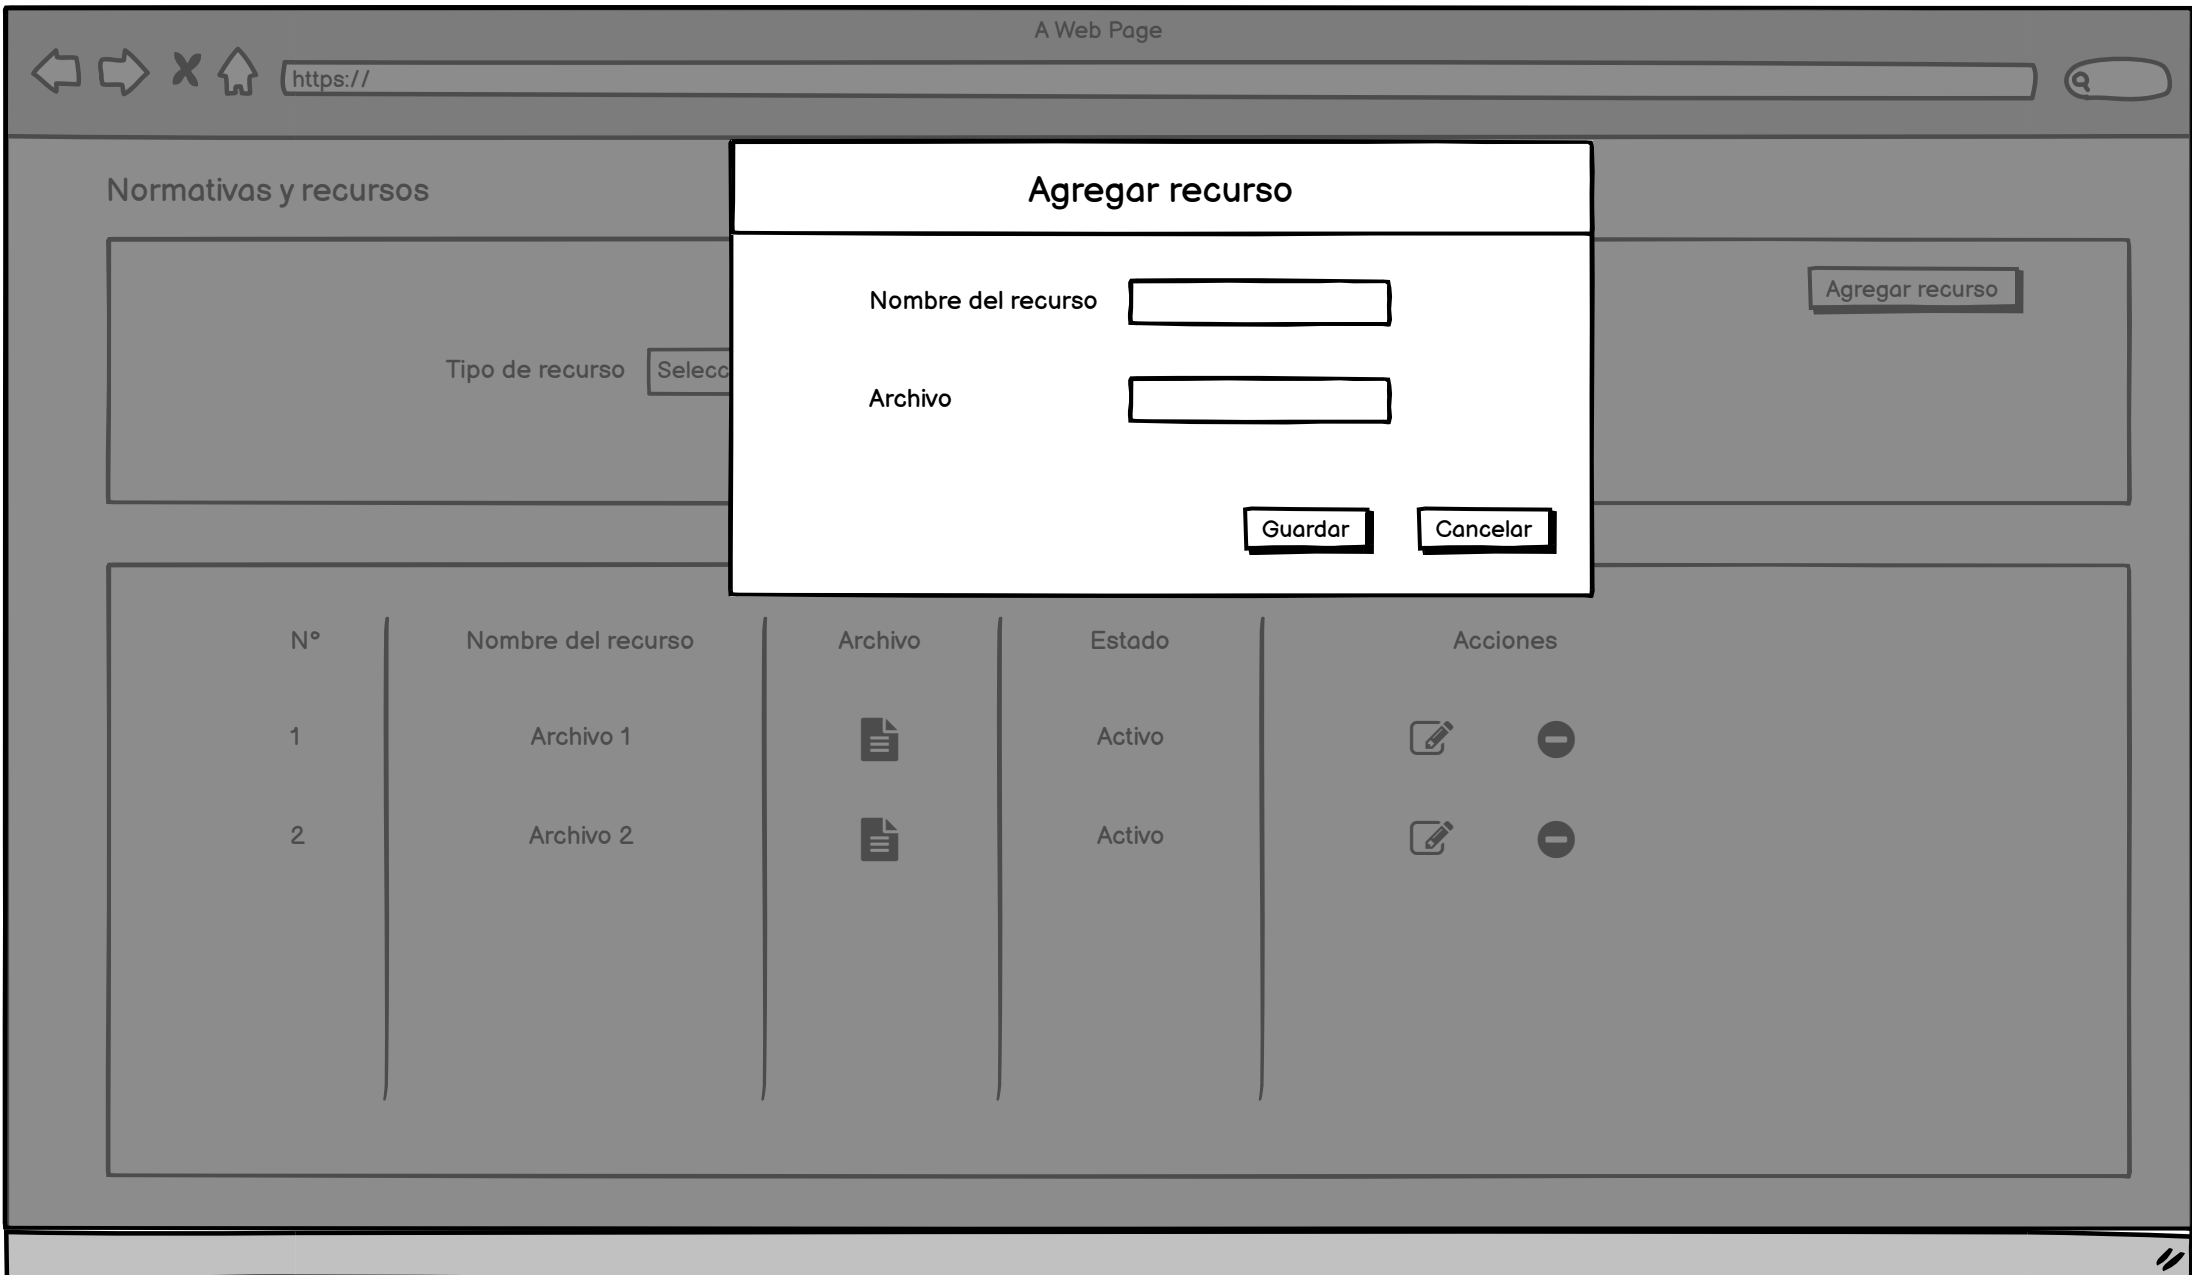 A Web Page
https://
Normativas y recursos
Agregar recurso
Nombre del recurso
Archivo
Guardar Cancelar
Agregar recurso
Tipo de recurso Selecc
N° Nombre del recurso Archivo Estado Acciones
1 Archivo 1 Activo
2 Archivo 2 Activo